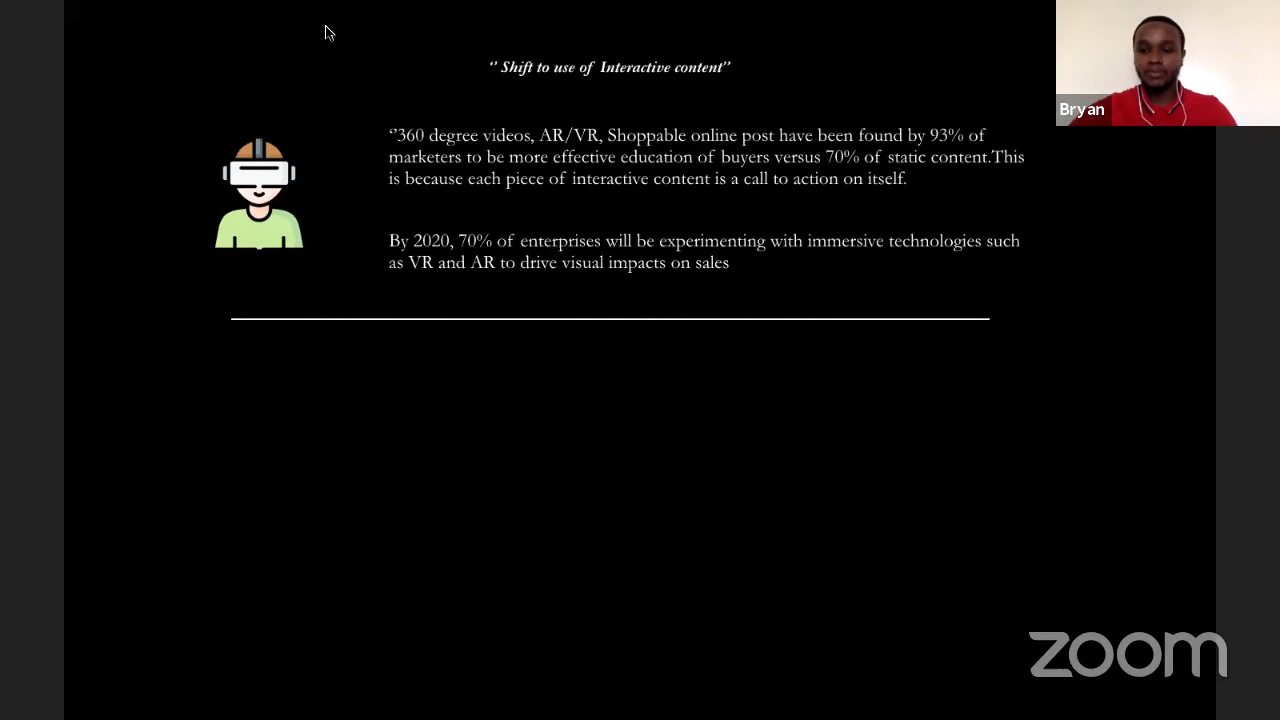 ‘’ Shift to use of Interactive content’’
‘’360 degree videos, AR/VR, Shoppable online post have been found by 93% of
marketers to be more effective education of buyers versus 70% of static content.This
is because each piece of interactive content is a call to action on itself.
By 2020, 70% of enterprises will be experimenting with immersive technologies such
as VR and AR to drive visual impacts on sales
Bryan
zoom